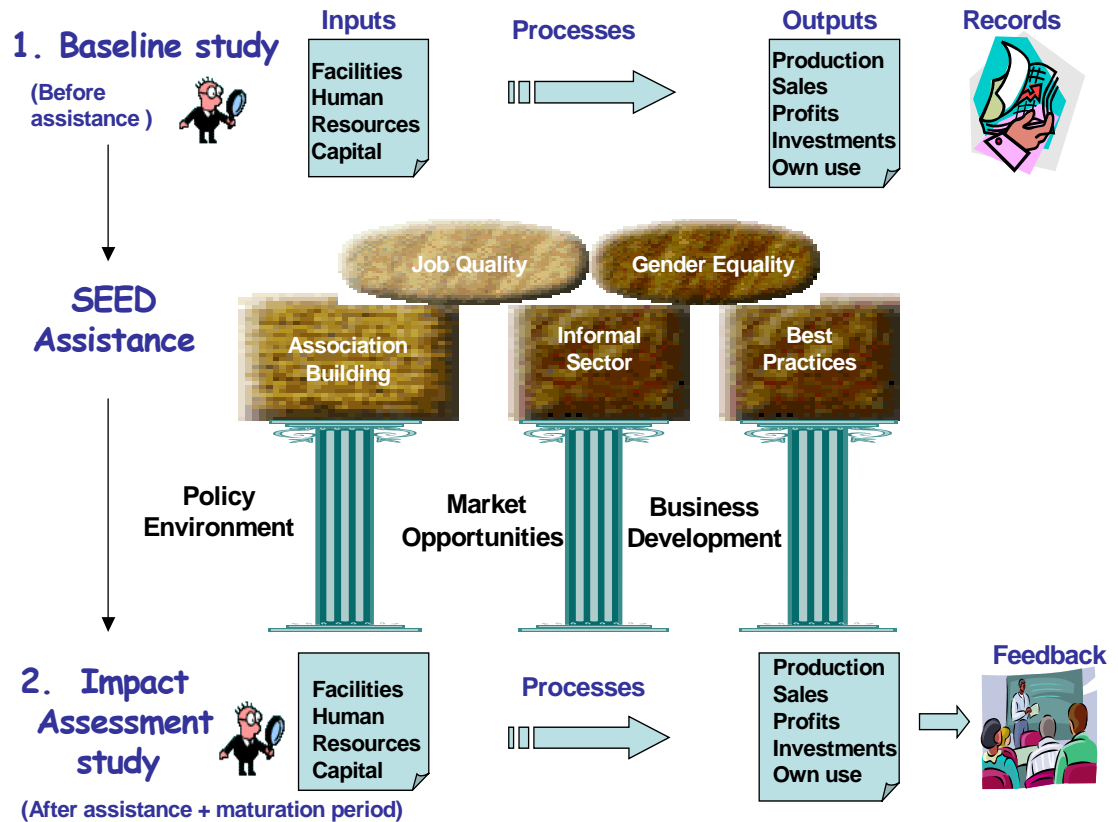 Inputs
Processes
Outputs
Records
1. Baseline study
(Before
assistance )
Facilities
Human
Resources
Capital
Production
Sales
Profits
Investments
Own use
SEED
Assistance
Job Quality
Gender Equality
Association
Building
Informal
Sector
Best
Practices
Policy
Environment
Market
Opportunities
Business
Development
2. Impact
Assessment
study
(After assistance + maturation period)
Facilities
Human
Resources
Capital
Processes
Production
Sales
Profits
Investments
Own use
Feedback